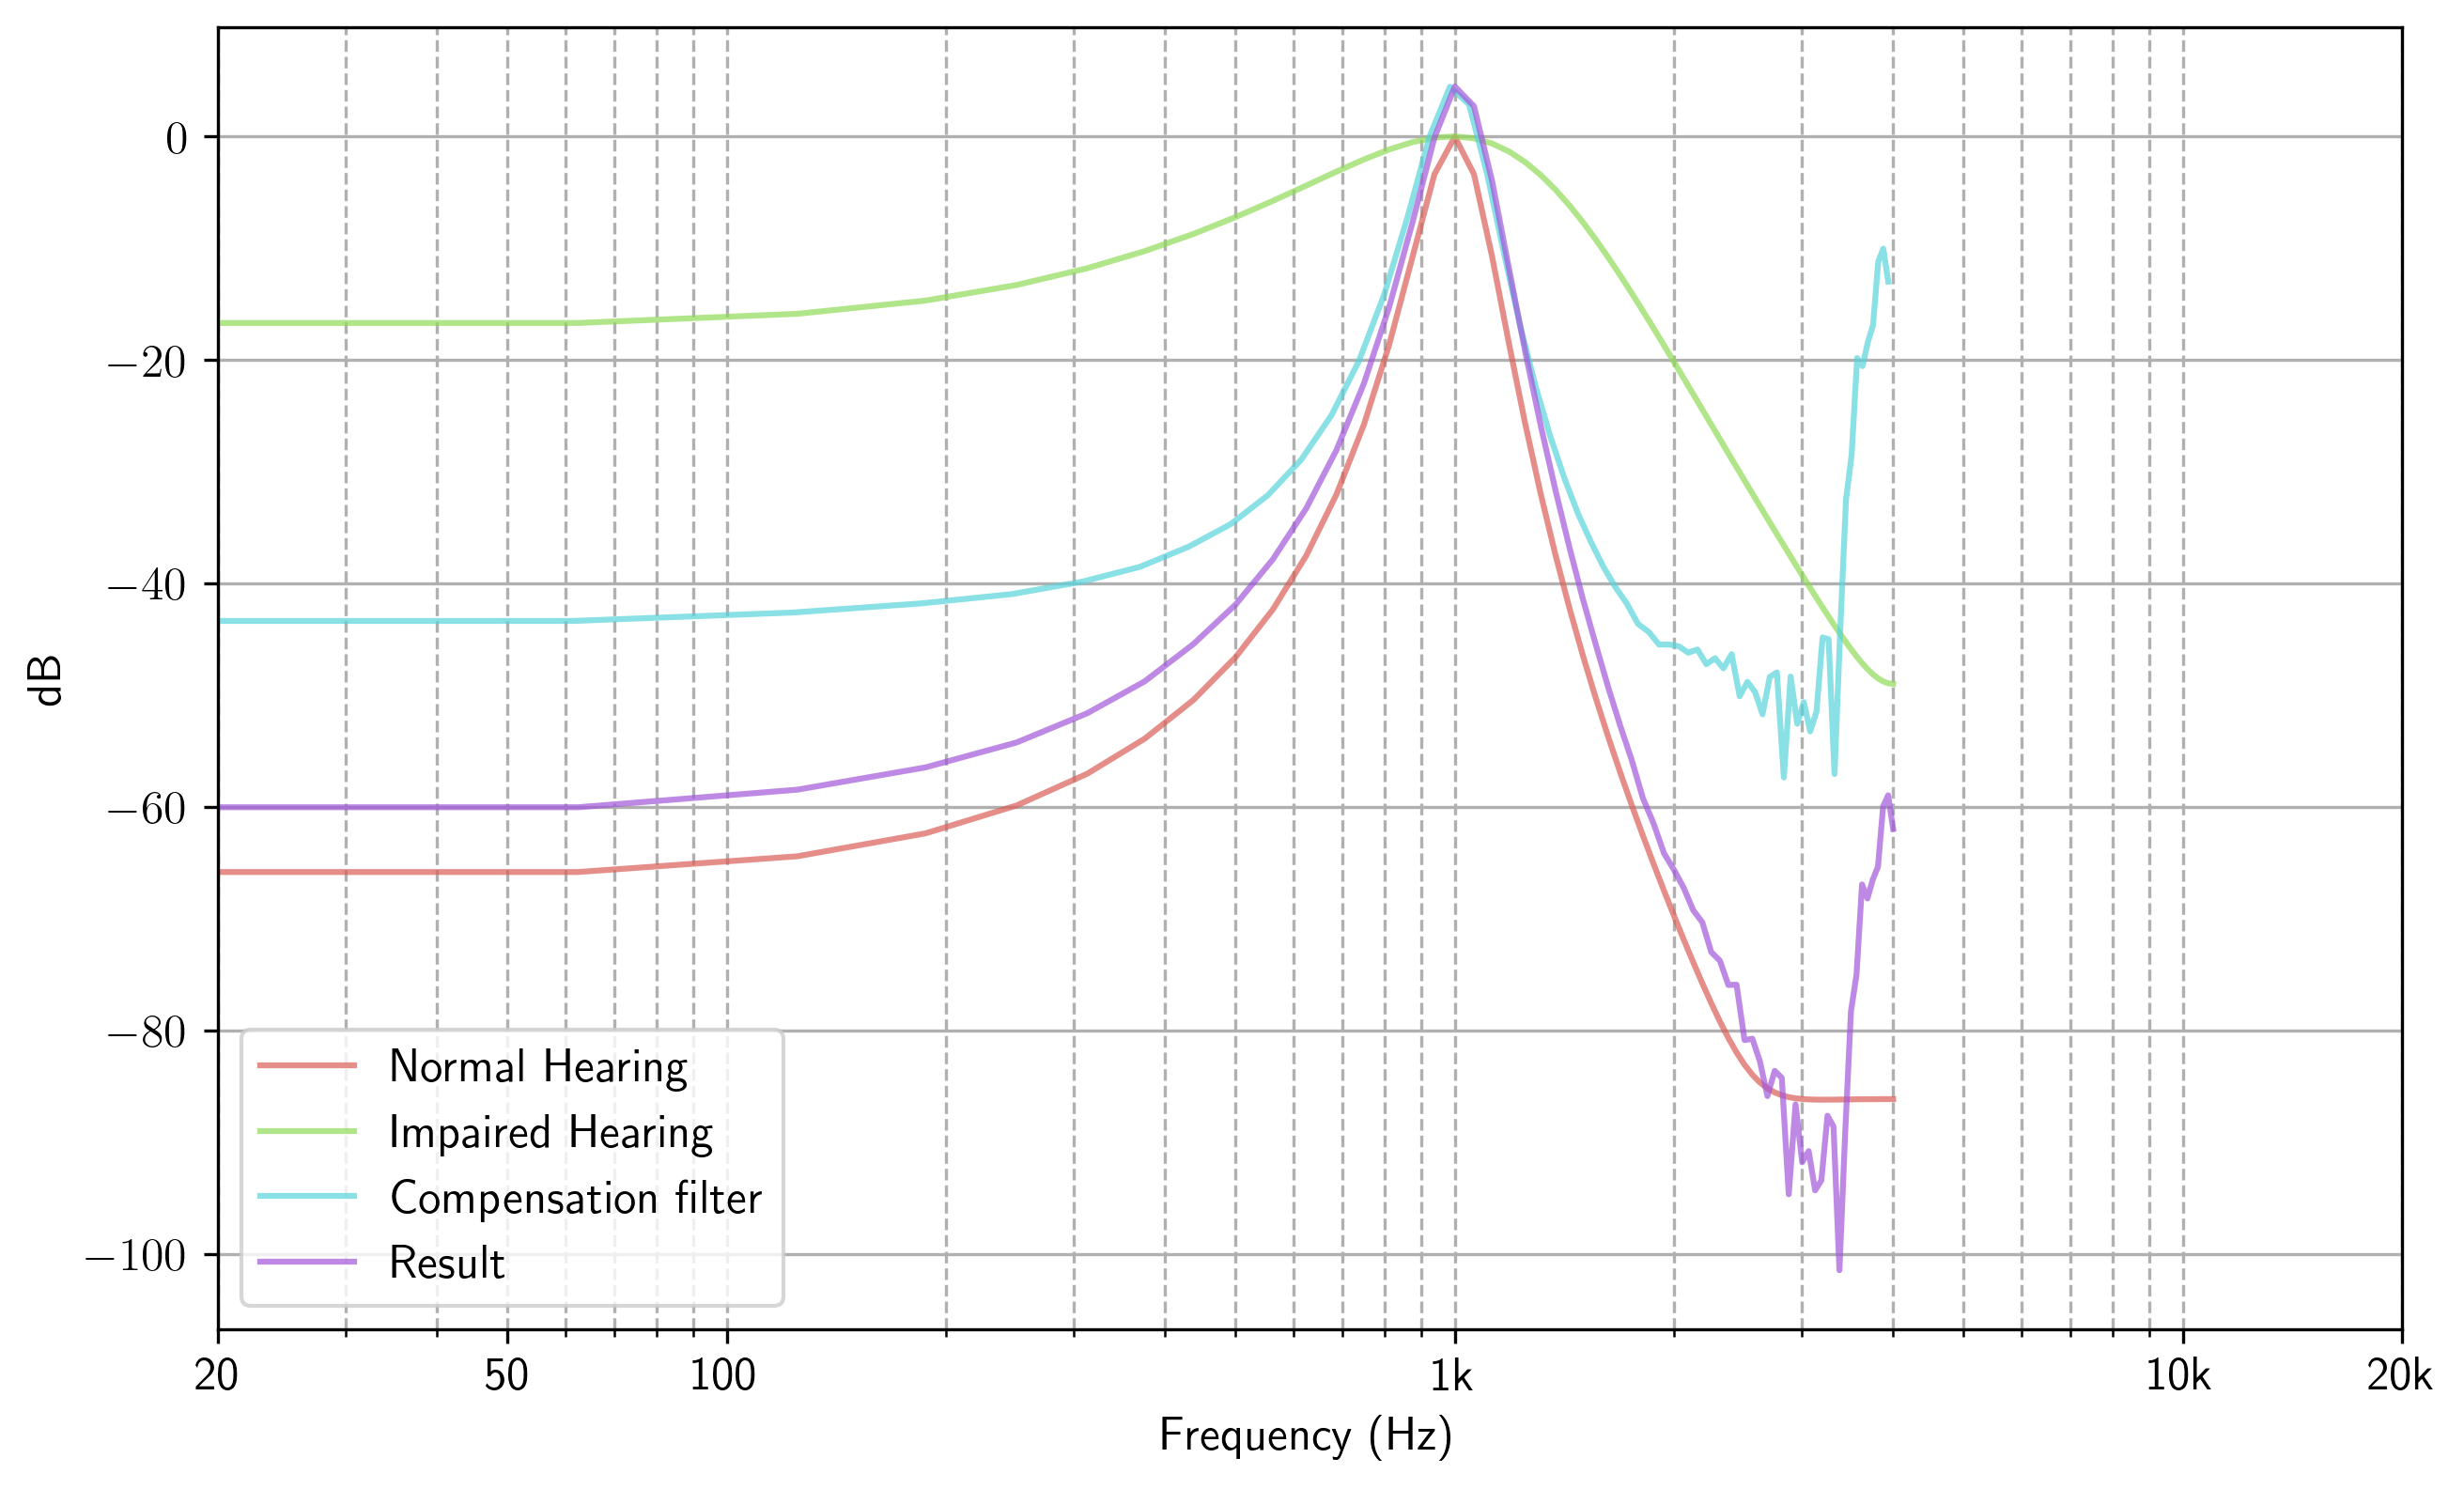 0
−20
−40
−60
−80
−100
dB
Normal Hearing
Impaired Hearing
Compensation filter
Result
20 50 100 1k 10k 20k
Frequency (Hz)